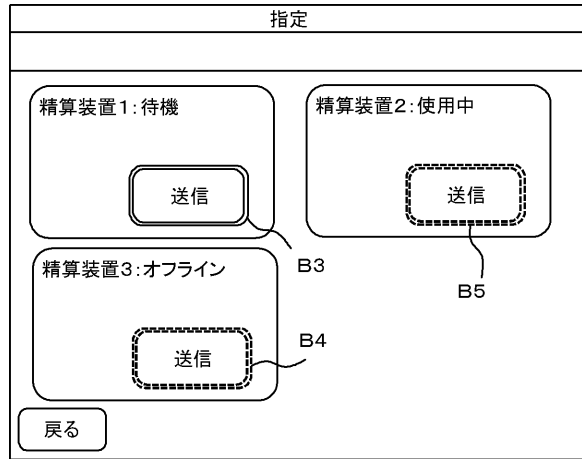 指定
精算装置1:待機
送信
B3
精算装置2:使用中
送信
B5
精算装置3:オフライン
送信
B4
戻る